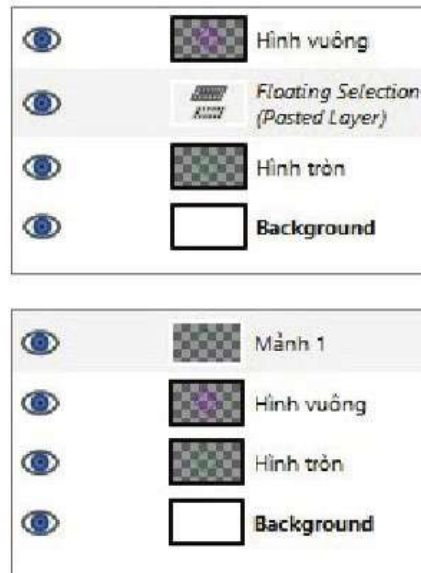 Hình vuông
Floating Selection
(Pasted Layer)
Hình tròn
Background
Mảnh 1
Hình vuông
Hình tròn
Background